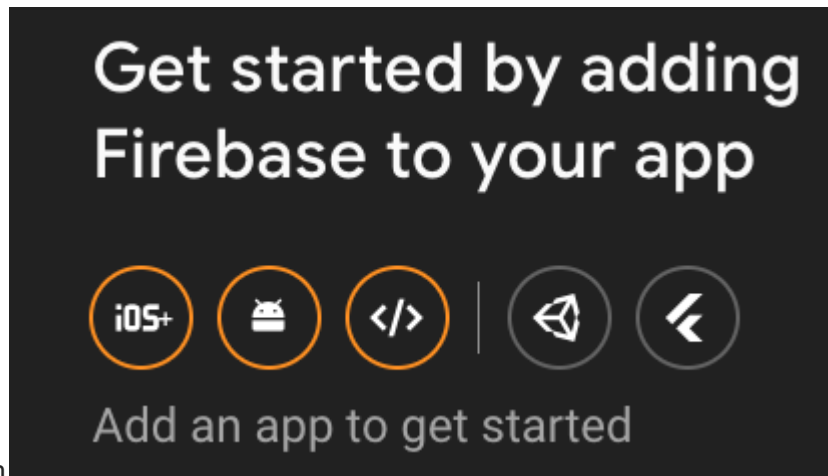 Get started by adding
Firebase to your app
iOS+ </>
Add an app to get started